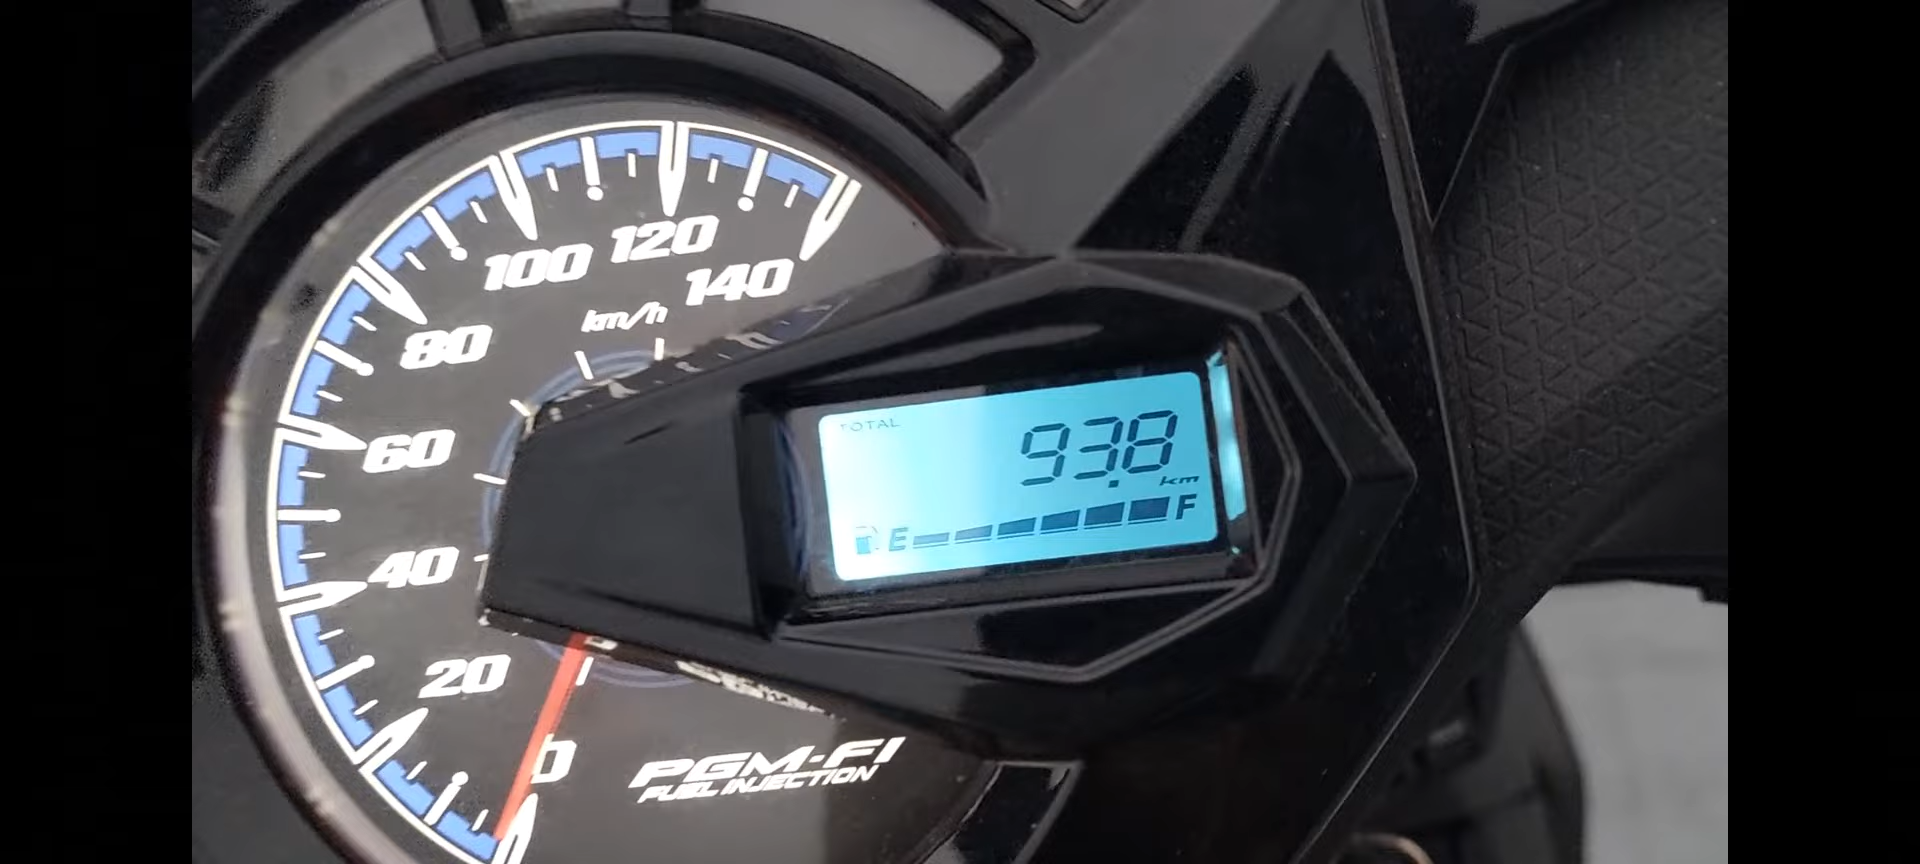 100 120
140
km/h
80
60
40
20
0
TOTAL
93.8
km
E F
PGM-FI
FUEL INJECTION